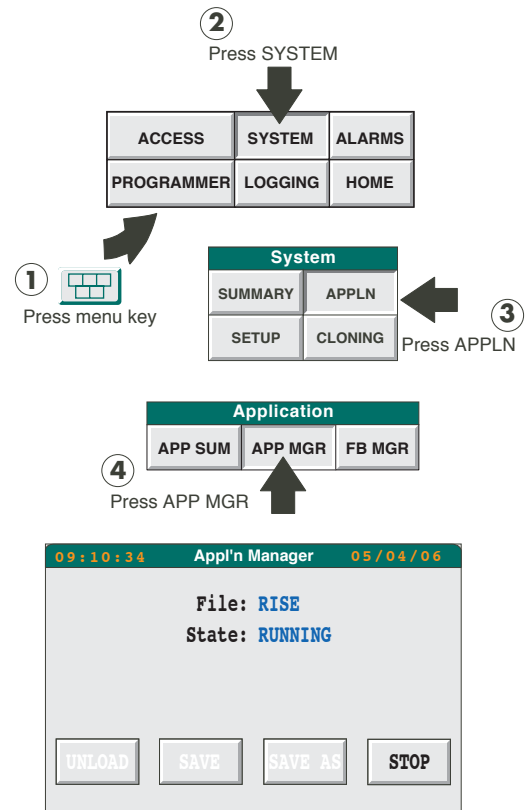 2
Press SYSTEM
ACCESS SYSTEM ALARMS
PROGRAMMER LOGGING HOME
1
Press menu key
System
SUMMARY APPLN
SETUP CLONING
3
Press APPLN
Application
APP SUM APP MGR FB MGR
4
Press APP MGR
09:10:34 Appl'n Manager 05/04/06
File: RISE
State: RUNNING
UNLOAD SAVE SAVE AS STOP